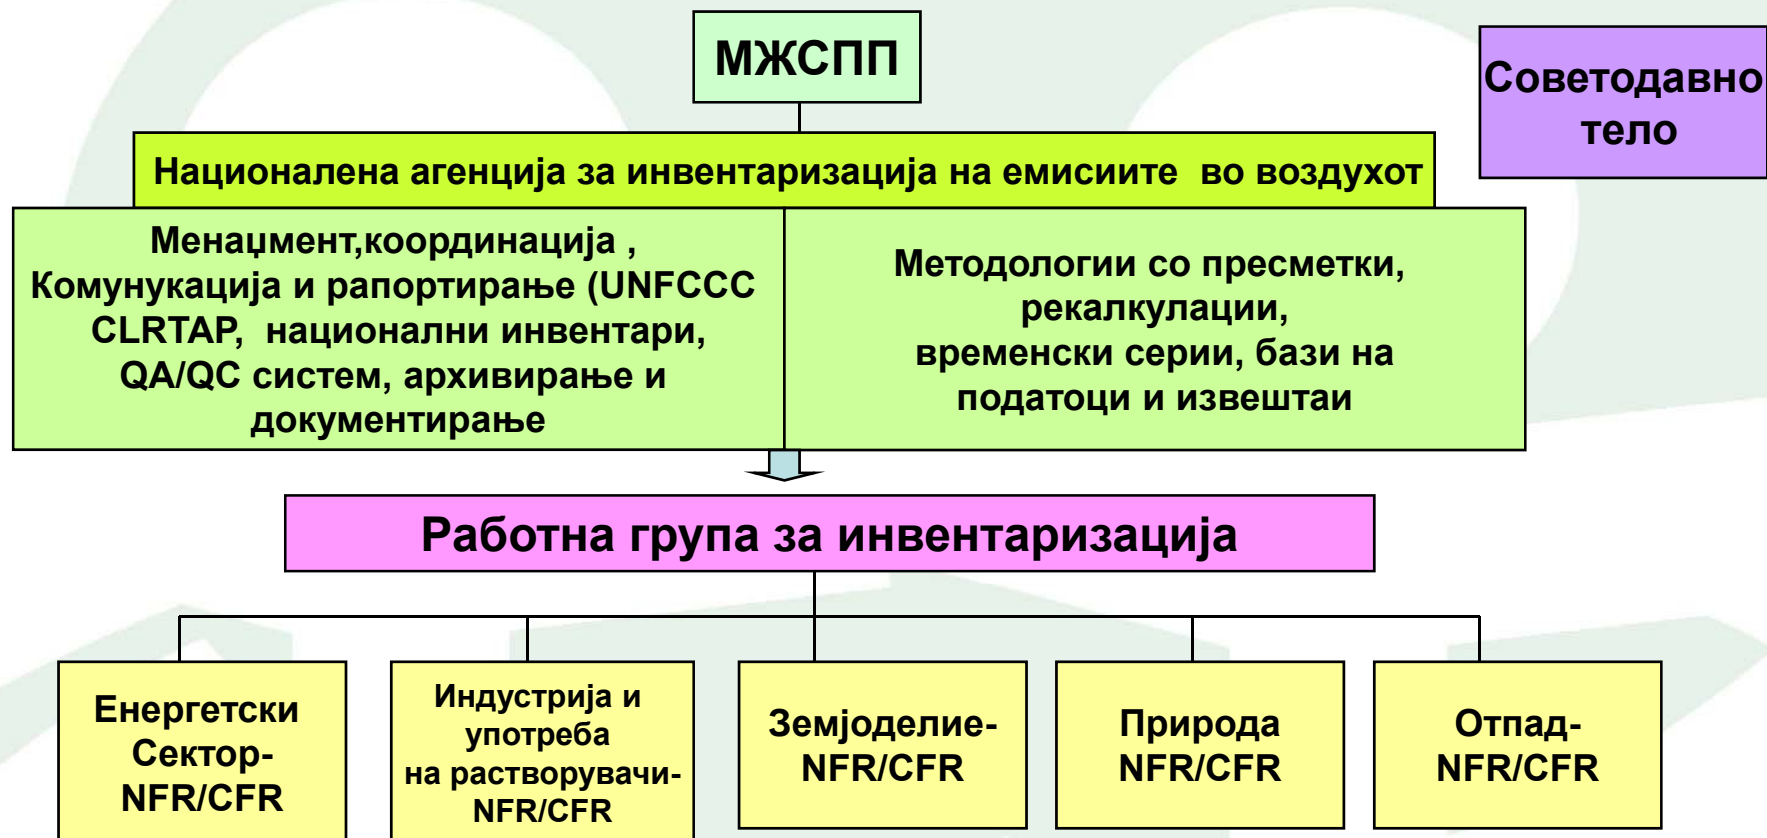 МЖСПП
Советодавно
тело
Националена агенција за инвентаризација на емисиите во воздухот
Менаџмент,координација ,
Комунукација и рапортирање (UNFCCC
CLRTAP, национални инвентари,
QA/QC систем, архивирање и
документирање
Методологии со пресметки,
рекалкулации,
временски серии, бази на
податоци и извештаи
Работна група за инвентаризација
Енергетски
Сектор-
NFR/CFR
Индустрија и
употреба
на растворувачи-
NFR/CFR
Земјоделие-
NFR/CFR
Природа
NFR/CFR
Отпад-
NFR/CFR